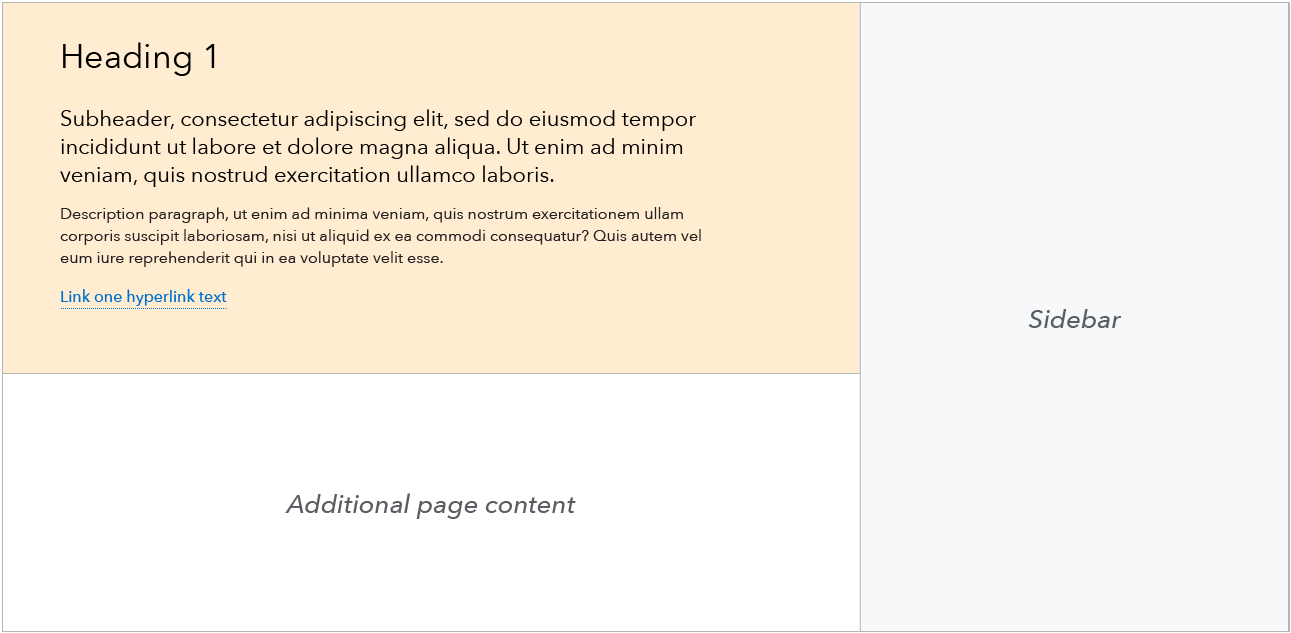 Heading 1
Subheader, consectetur adipiscing elit, sed do eiusmod tempor
incididunt ut labore et dolore magna aliqua. Ut enim ad minim
veniam, quis nostrud exercitation ullamco laboris.
Description paragraph, ut enim ad minima veniam, quis nostrum exercitationem ullam
corporis suscipit laboriosam, nisi ut aliquid ex ea commodi consequatur? Quis autem vel
eum iure reprehenderit qui in ea voluptate velit esse.
Link one hyperlink text
Additional page content
Sidebar